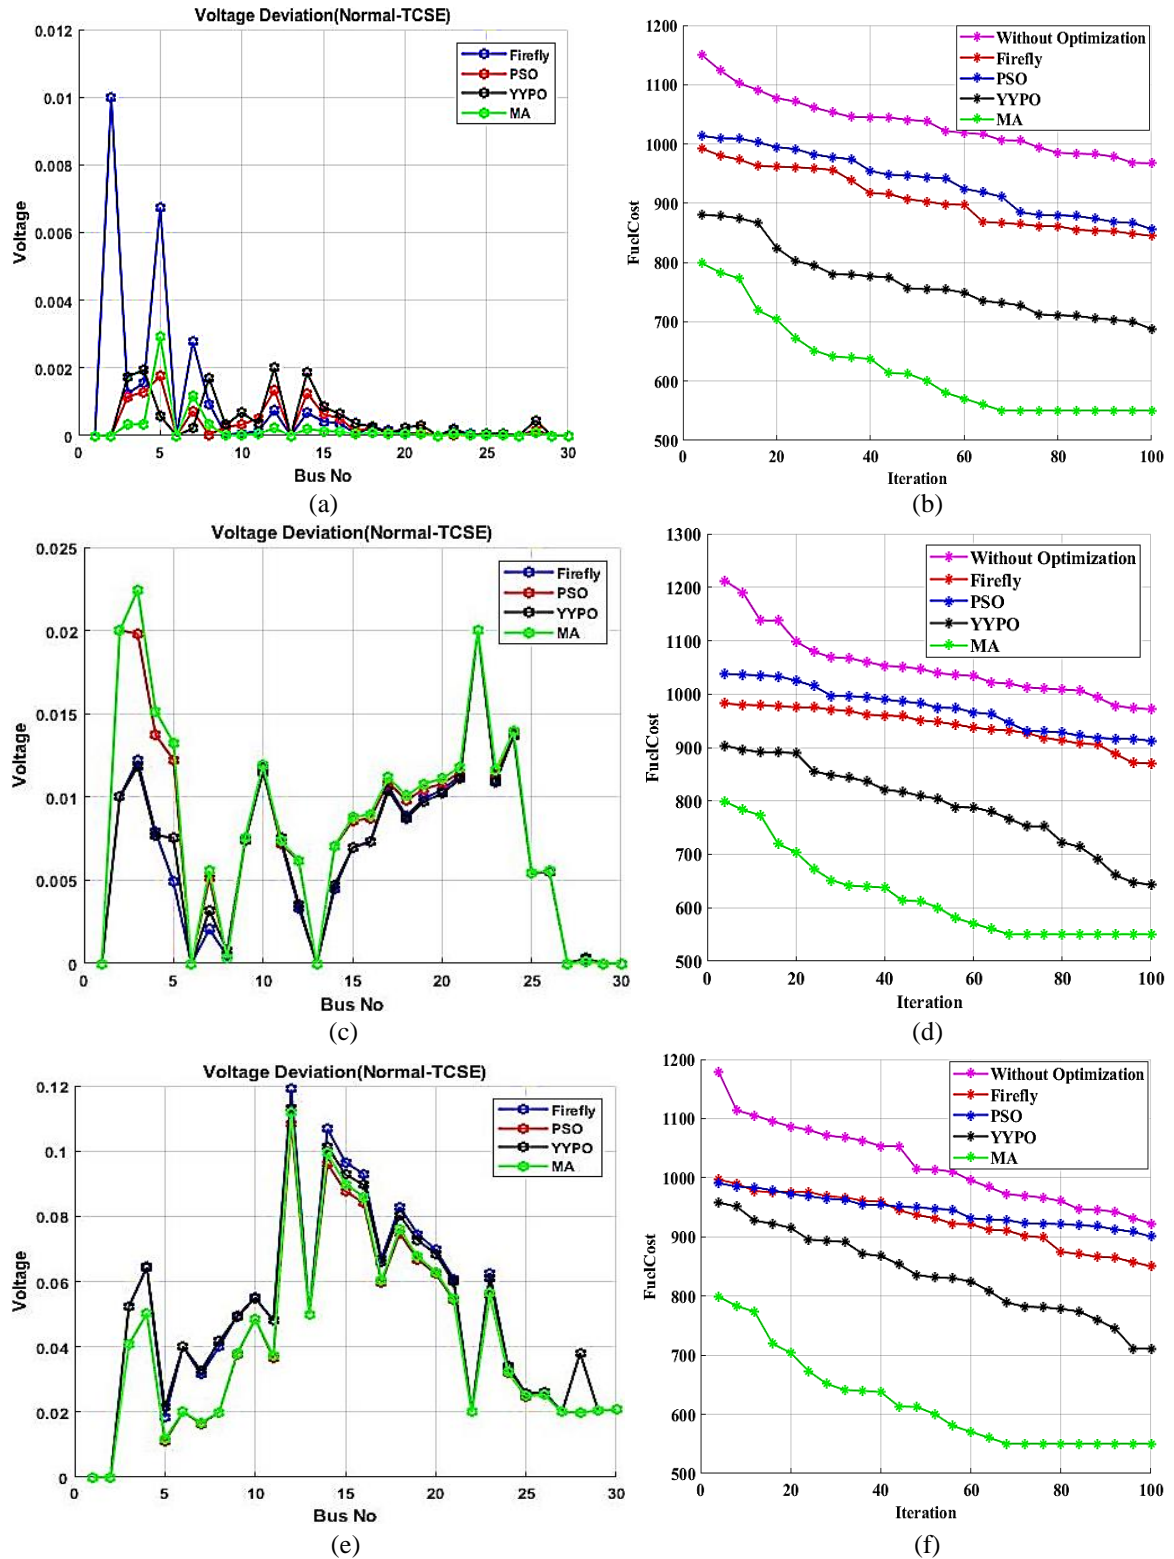 Voltage Deviation(Normal-TCSE)
0.012
0.01
0.008
0.006
0.004
0.002
0
Voltage
Firefly
PSO
YYPO
MA
0 5 10 15 20 25 30
Bus No
(a)
1200
1100
1000
900
800
700
600
500
FuelCost
Without Optimization
Firefly
PSO
YYPO
MA
0 20 40 60 80 100
Iteration
(b)
Voltage Deviation(Normal-TCSE)
0.025
0.02
0.015
0.01
0.005
0
Voltage
Firefly
PSO
YYPO
MA
0 5 10 15 20 25 30
Bus No
(c)
1300
1200
1100
1000
900
800
700
600
500
FuelCost
Without Optimization
Firefly
PSO
YYPO
MA
0 20 40 60 80 100
Iteration
(d)
Voltage Deviation(Normal-TCSE)
0.12
0.1
0.08
0.06
0.04
0.02
0
Voltage
Firefly
PSO
YYPO
MA
0 5 10 15 20 25 30
Bus No
(e)
1200
1100
1000
900
800
700
600
500
FuelCost
Without Optimization
Firefly
PSO
YYPO
MA
0 20 40 60 80 100
Iteration
(f)